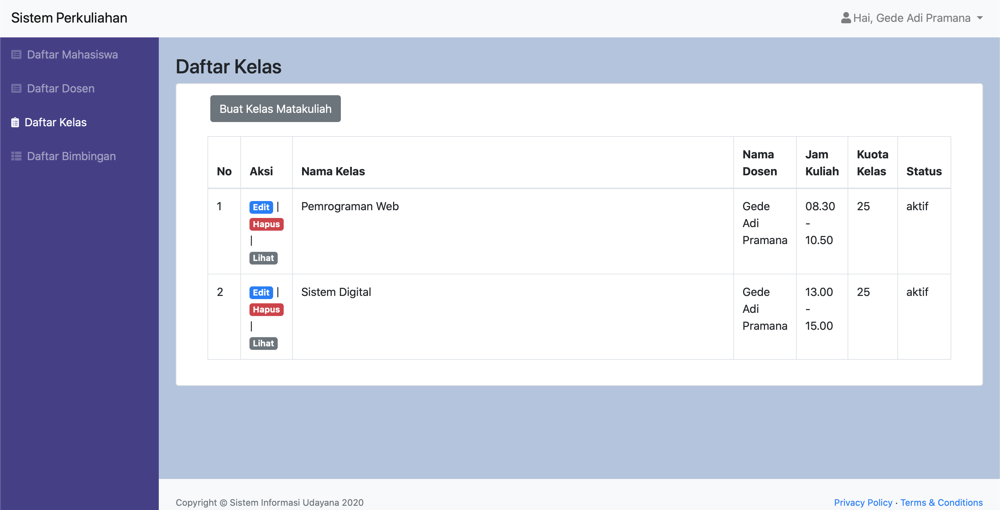 Sistem Perkuliahan
Hai, Gede Adi Pramana
Daftar Mahasiswa
Daftar Dosen
Daftar Kelas
Daftar Bimbingan
Daftar Kelas
Buat Kelas Matakuliah
No Aksi Nama Kelas Nama Dosen Jam Kuliah Kuota Kelas Status
1 Edit | Hapus | Lihat Pemrograman Web Gede Adi Pramana 08.30 - 10.50 25 aktif
2 Edit | Hapus | Lihat Sistem Digital Gede Adi Pramana 13.00 - 15.00 25 aktif
Copyright © Sistem Informasi Udayana 2020
Privacy Policy · Terms & Conditions